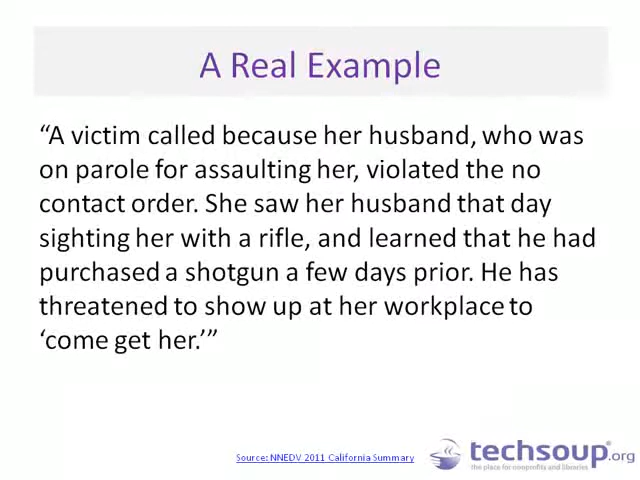 A Real Example
“A victim called because her husband, who was
on parole for assaulting her, violated the no
contact order. She saw her husband that day
sighting her with a rifle, and learned that he had
purchased a shotgun a few days prior. He has
threatened to show up at her workplace to
‘come get her.’”
Source: NNEDV 2011 California Summary
techsoup.org
the place for nonprofits and libraries